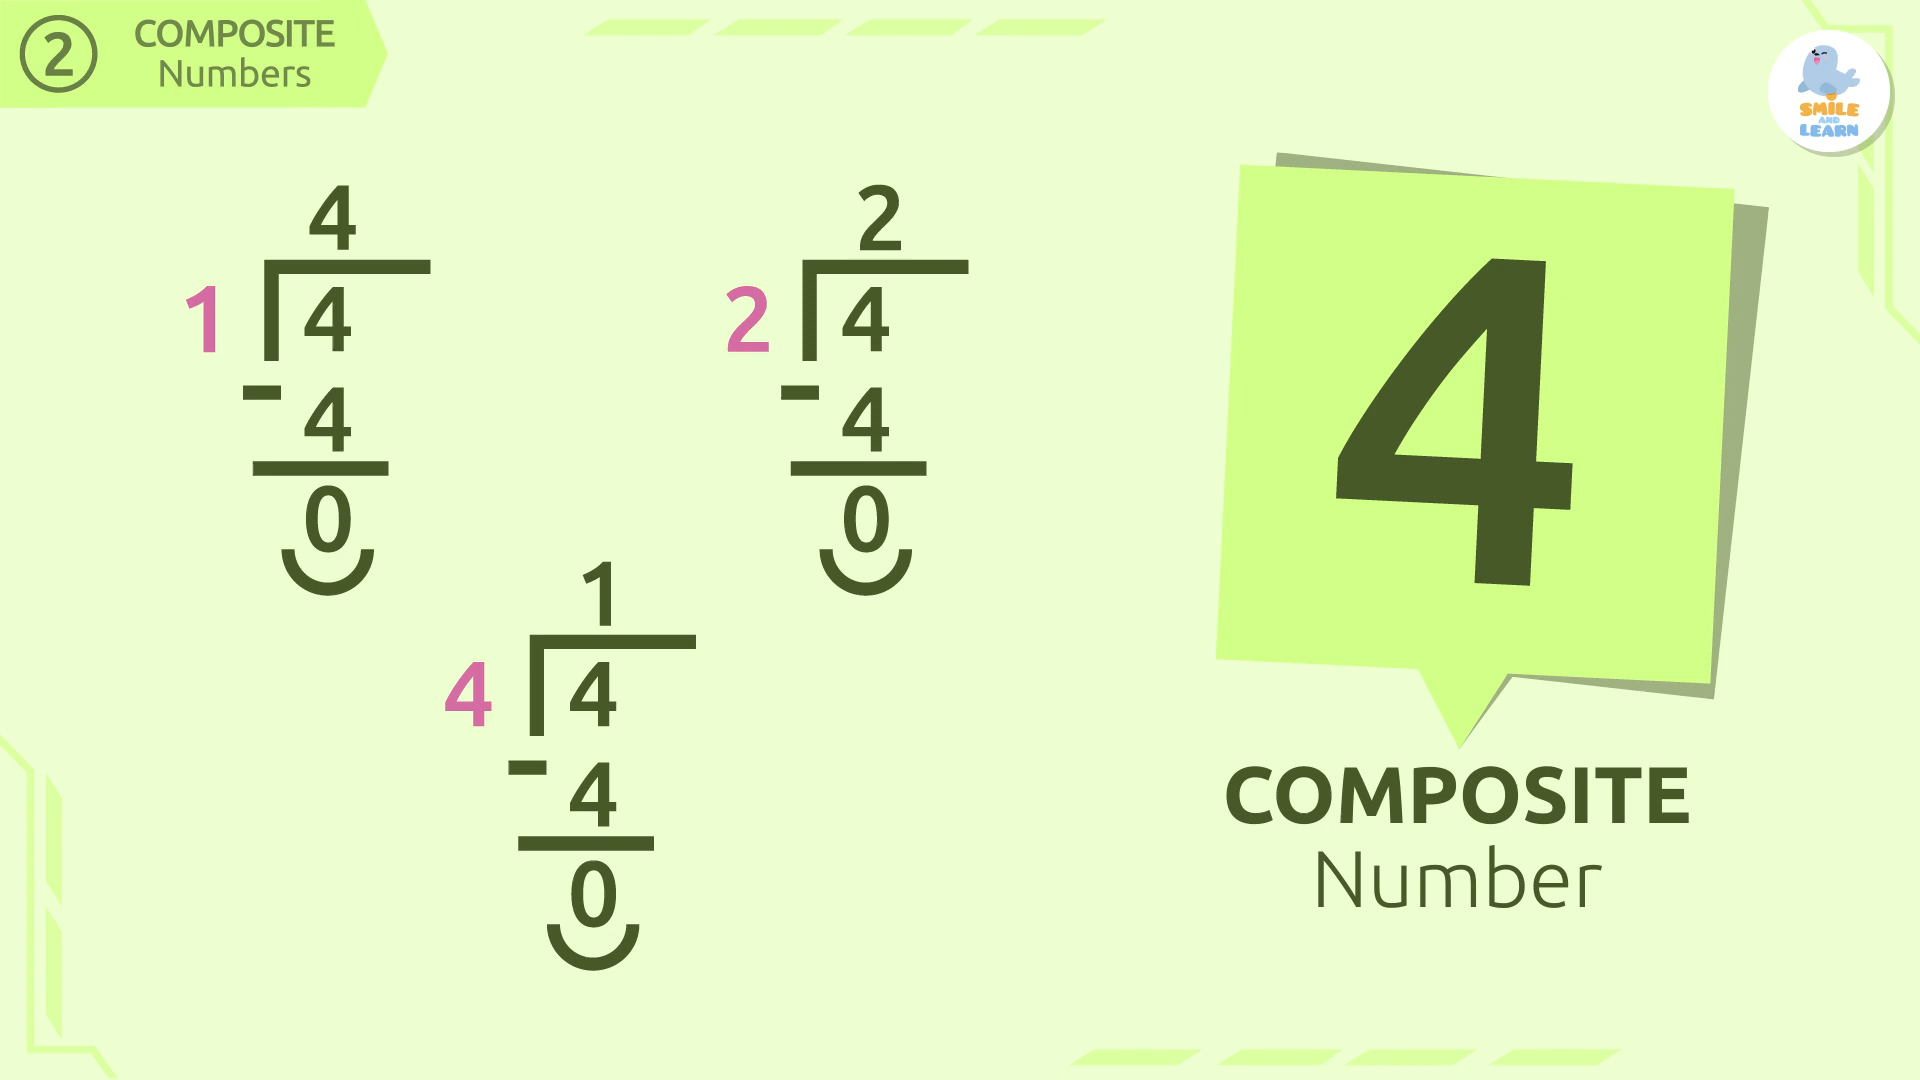 2
COMPOSITE
Numbers
SMILE
AND
LEARN
4
1 4
- 4
0
2
2 4
- 4
0
1
4 4
- 4
0
4
COMPOSITE
Number